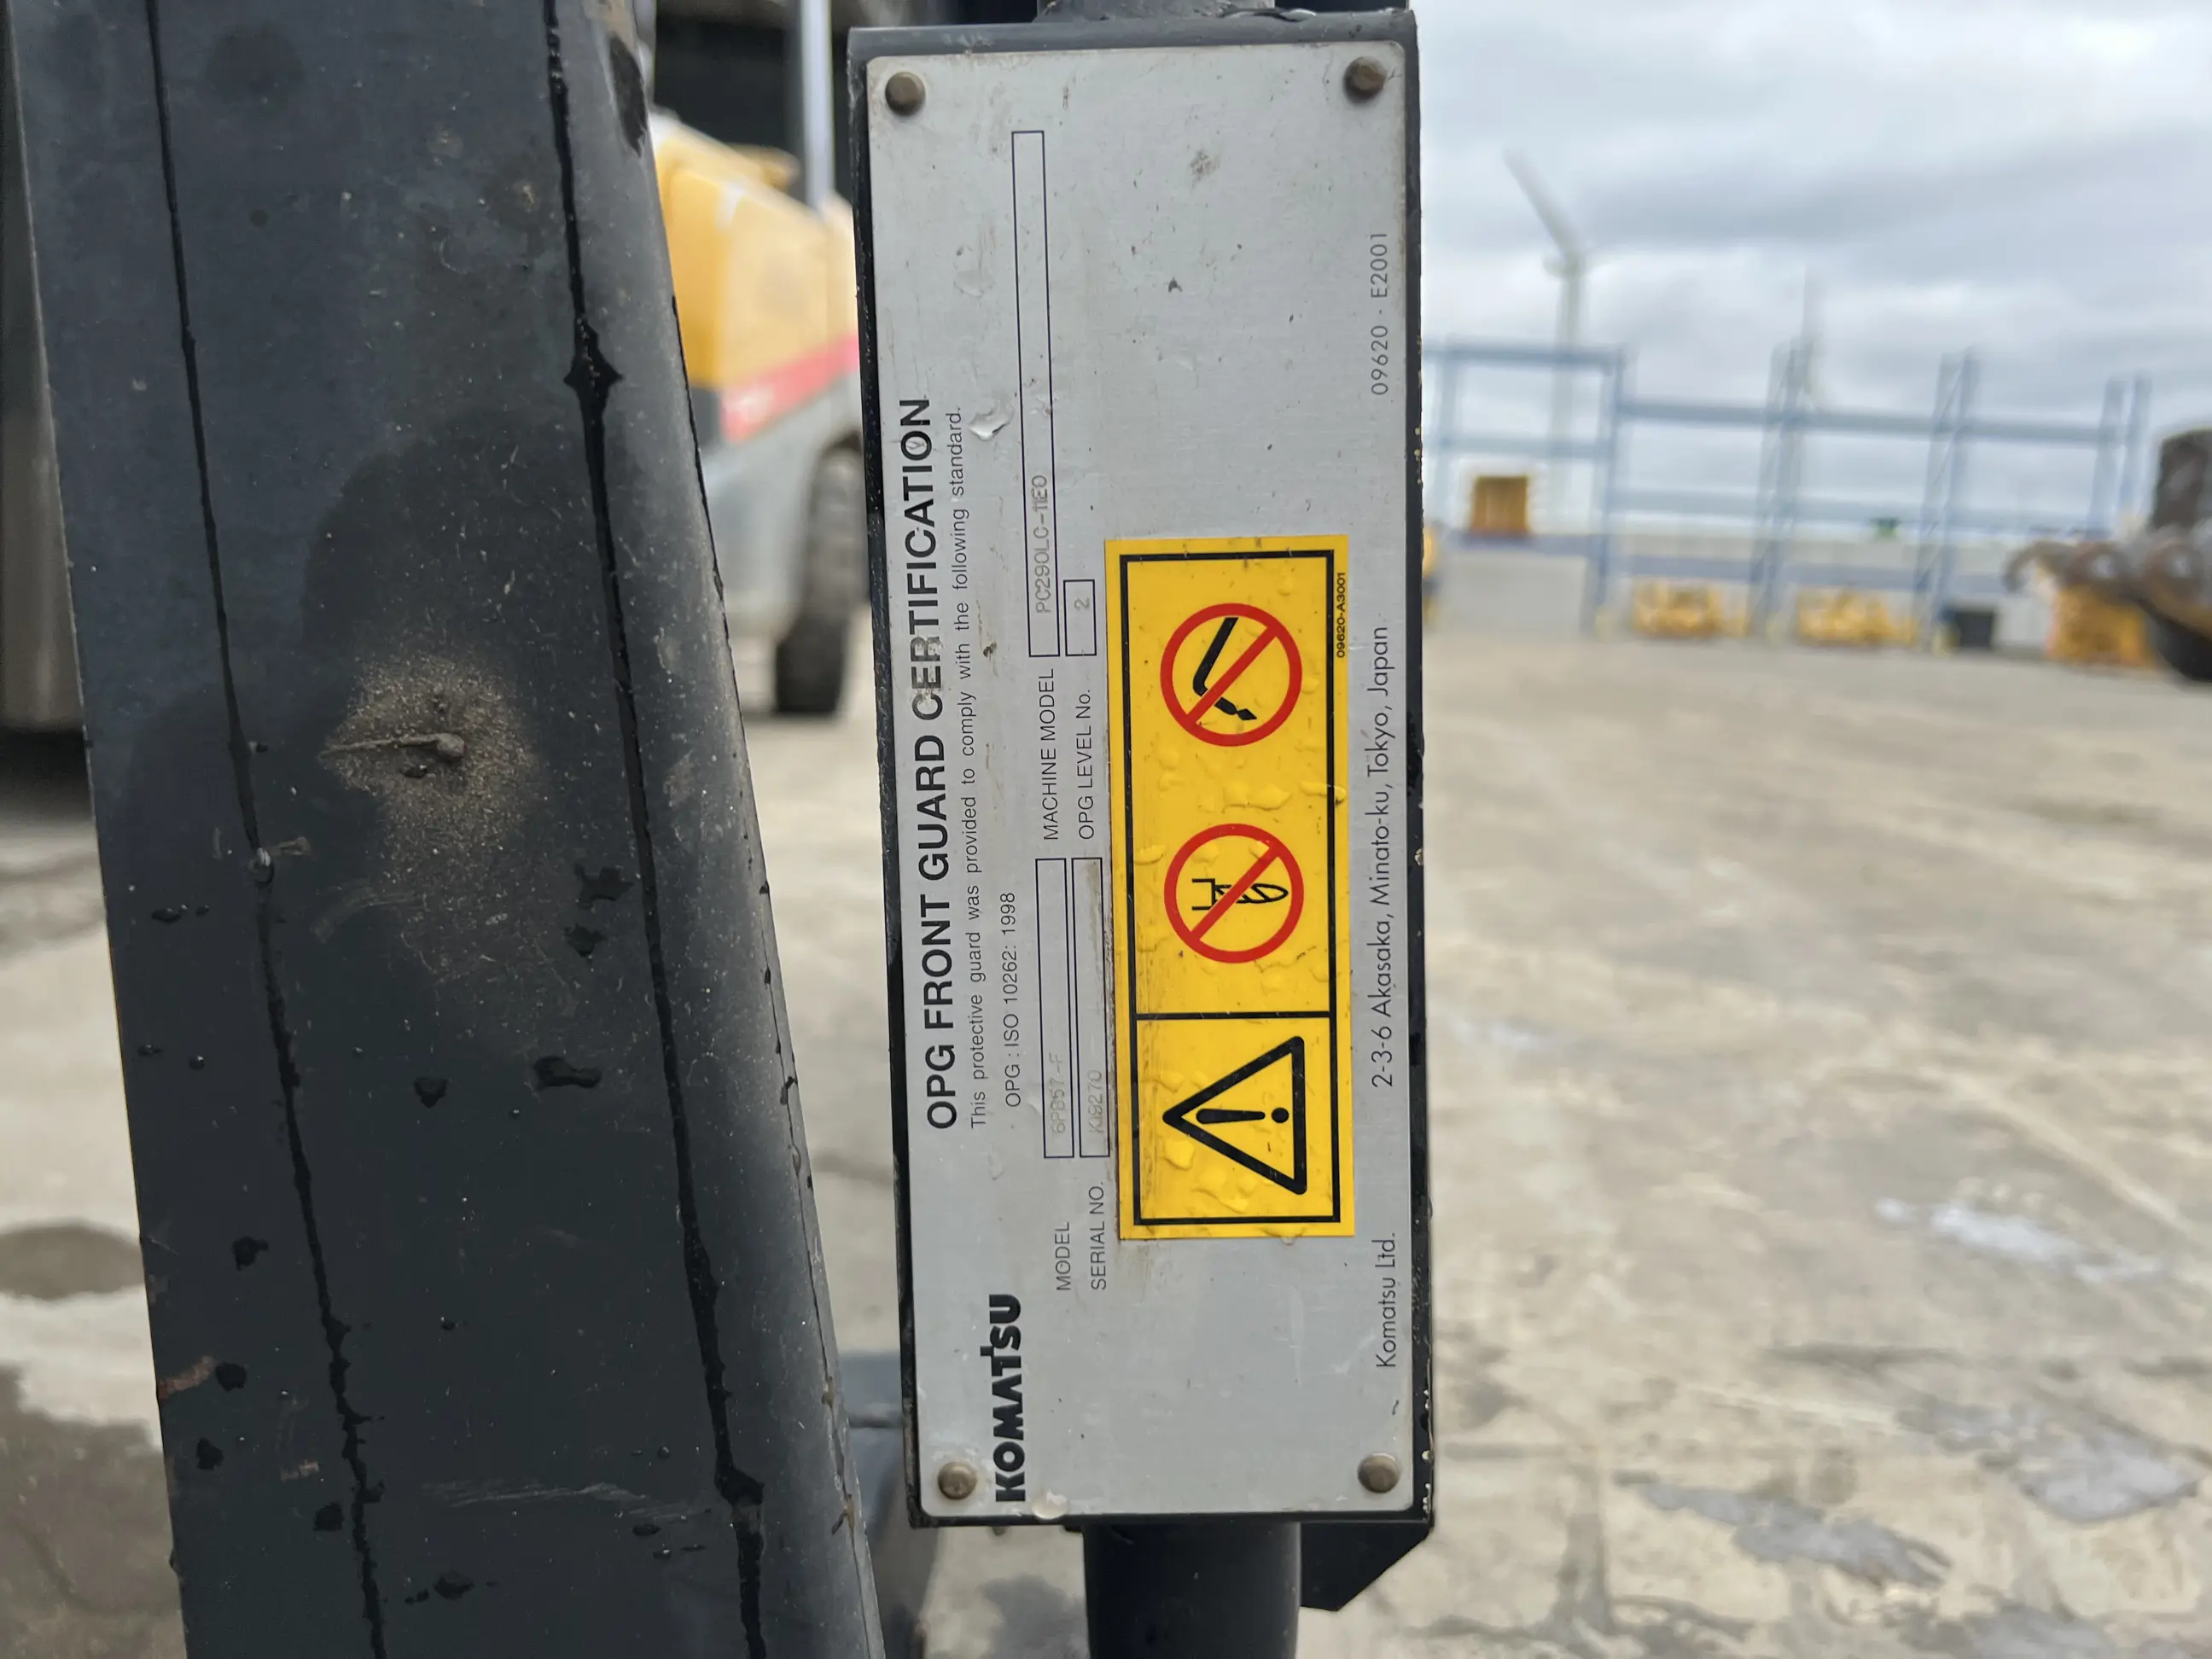 OPG FRONT GUARD CERTIFICATION
This protective guard was provided to comply with the following standard.
OPG : ISO 10262: 1998
KOMATSU
MODEL
MACHINE MODEL PC290LC-11E0
SERIAL NO. K09270
OPG LEVEL No. 2
09620-A3001
Komatsu Ltd. 2-3-6 Akasaka, Minato-ku, Tokyo, Japan 09620 - E2001